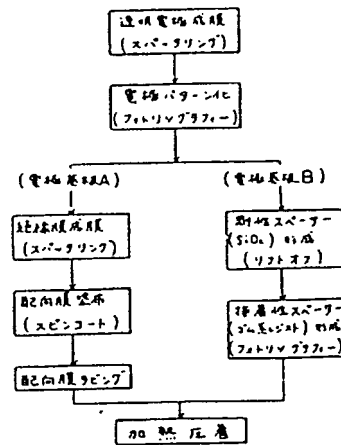 透明電極成膜
(スパッタリング)
電極パターン化
(フォトリソグラフィー)
(電極基板A)
(電極基板B)
絶縁膜成膜
(スパッタリング)
配向膜塗布
(スピンコート)
配向膜ラビング
剛性スペーサー
(SiO₂) 形成
(リフトオフ)
接着性スペーサー
(ゴム系レジスト) 形成
(フォトリソグラフィー)
加熱圧着